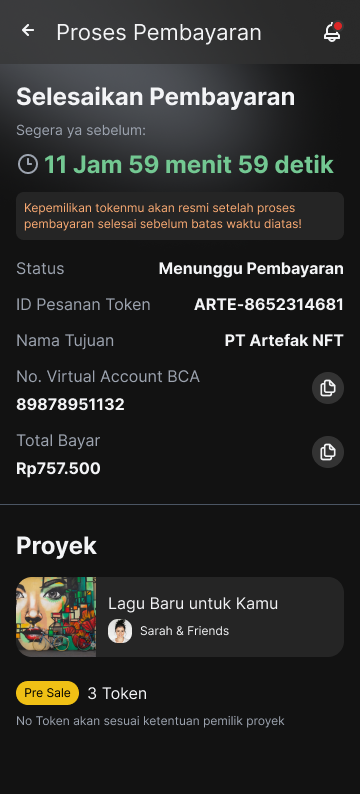 Proses Pembayaran
Selesaikan Pembayaran
Segera ya sebelum:
11 Jam 59 menit 59 detik
Kepemilikan tokenmu akan resmi setelah proses
pembayaran selesai sebelum batas waktu diatas!
Status Menunggu Pembayaran
ID Pesanan Token ARTE-8652314681
Nama Tujuan PT Artefak NFT
No. Virtual Account BCA
89878951132
Total Bayar
Rp757.500
Proyek
Lagu Baru untuk Kamu
Sarah & Friends
Pre Sale 3 Token
No Token akan sesuai ketentuan pemilik proyek